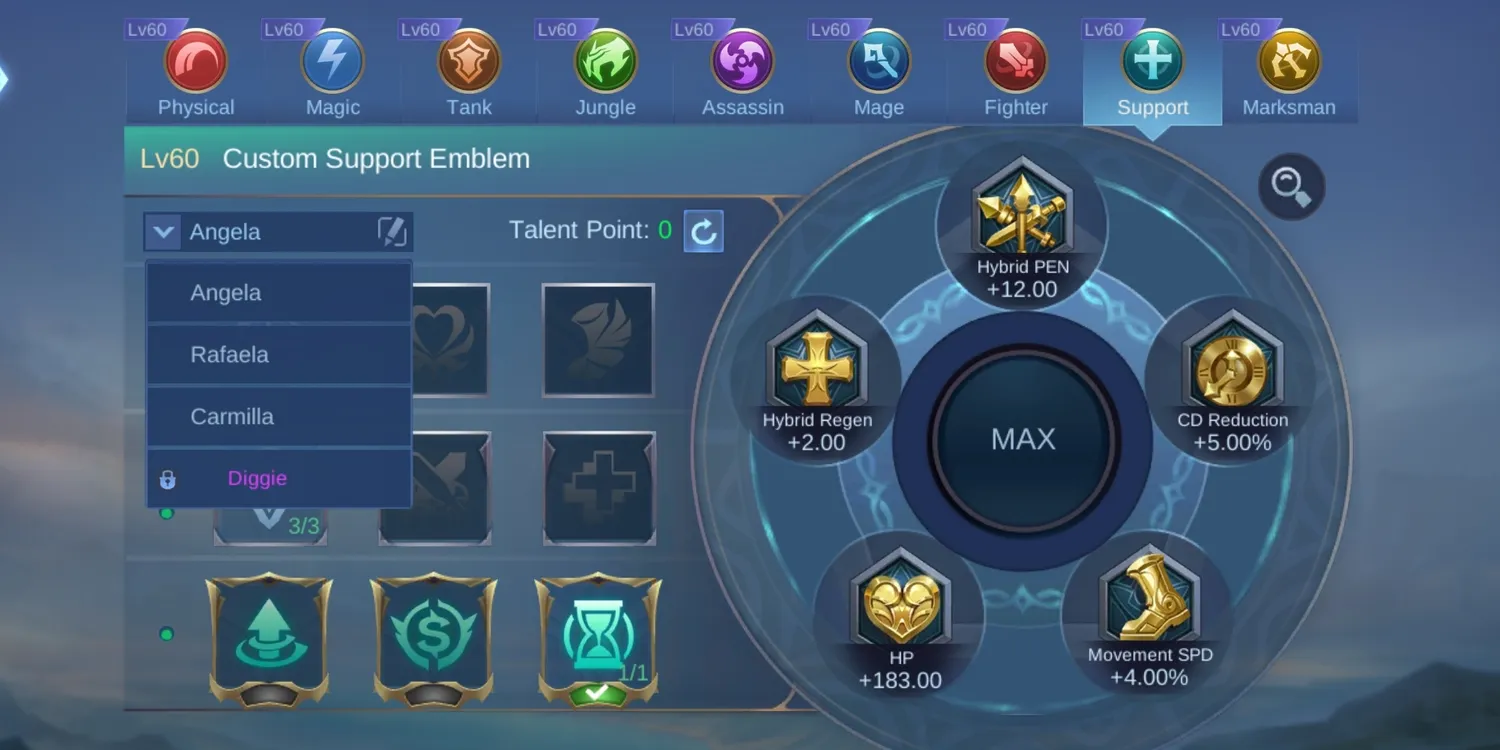 Lv60
Physical
Lv60
Magic
Lv60
Tank
Lv60
Jungle
Lv60
Assassin
Lv60
Mage
Lv60
Fighter
Lv60
Support
Lv60
Marksman
Lv60 Custom Support Emblem
Angela
Talent Point: 0
Angela
Rafaela
Carmilla
Diggie
3/3
1/1
Hybrid PEN
+12.00
Hybrid Regen
+2.00
CD Reduction
+5.00%
MAX
HP
+183.00
Movement SPD
+4.00%